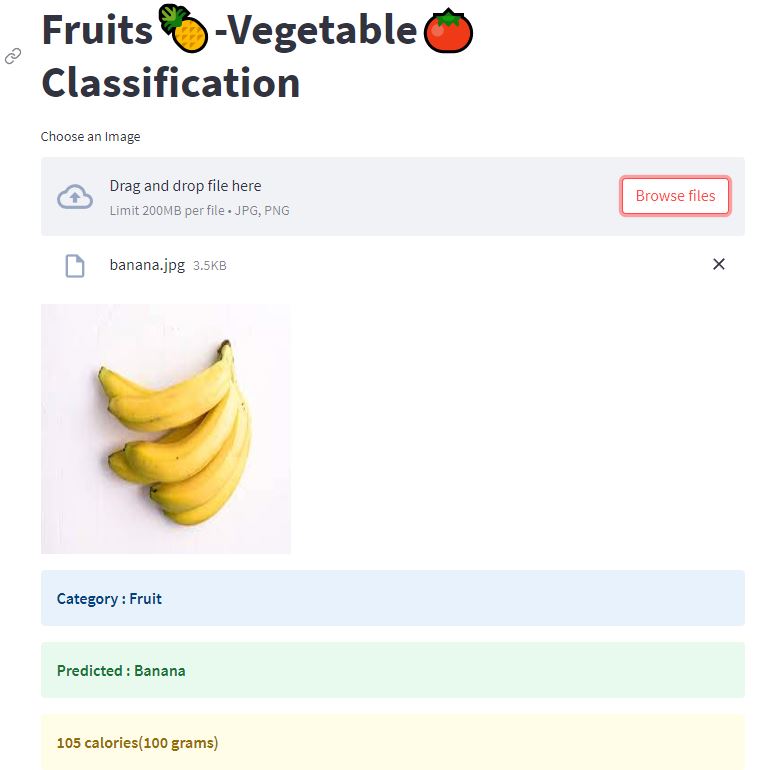 Fruits🍍-Vegetable🍅
Classification
Choose an Image
Drag and drop file here
Limit 200MB per file • JPG, PNG
Browse files
banana.jpg 3.5KB
Category : Fruit
Predicted : Banana
105 calories(100 grams)